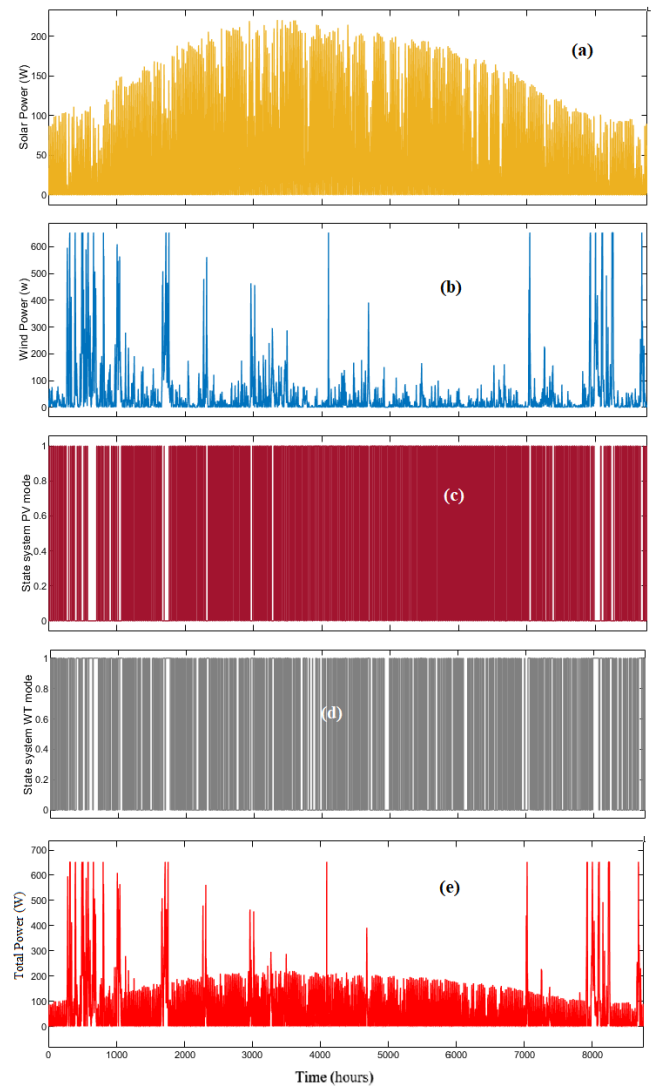 200
150
100
50
0
Solar Power (W)
(a)
600
500
400
300
200
100
0
Wind Power (w)
(b)
1
0.8
0.6
0.4
0.2
0
State system PV mode
(c)
1
0.8
0.6
0.4
0.2
0
State system WT mode
(d)
700
600
500
400
300
200
100
0
Total Power (W)
(e)
0 1000 2000 3000 4000 5000 6000 7000 8000
Time (hours)